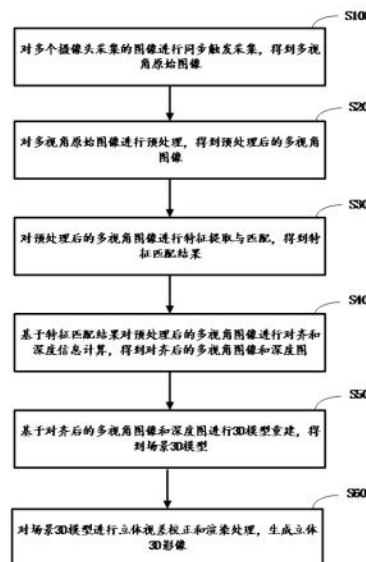 S100
对多个摄像头采集的图像进行同步触发采集，得到多视
角原始图像
S200
对多视角原始图像进行预处理，得到预处理后的多视角
图像
S300
对预处理后的多视角图像进行特征提取与匹配，得到特
征匹配结果
S400
基于特征匹配结果对预处理后的多视角图像进行对齐和
深度信息计算，得到对齐后的多视角图像和深度图
S500
基于对齐后的多视角图像和深度图进行3D模型重建，得
到场景3D模型
S600
对场景3D模型进行立体视差校正和渲染处理，生成立体
3D影像